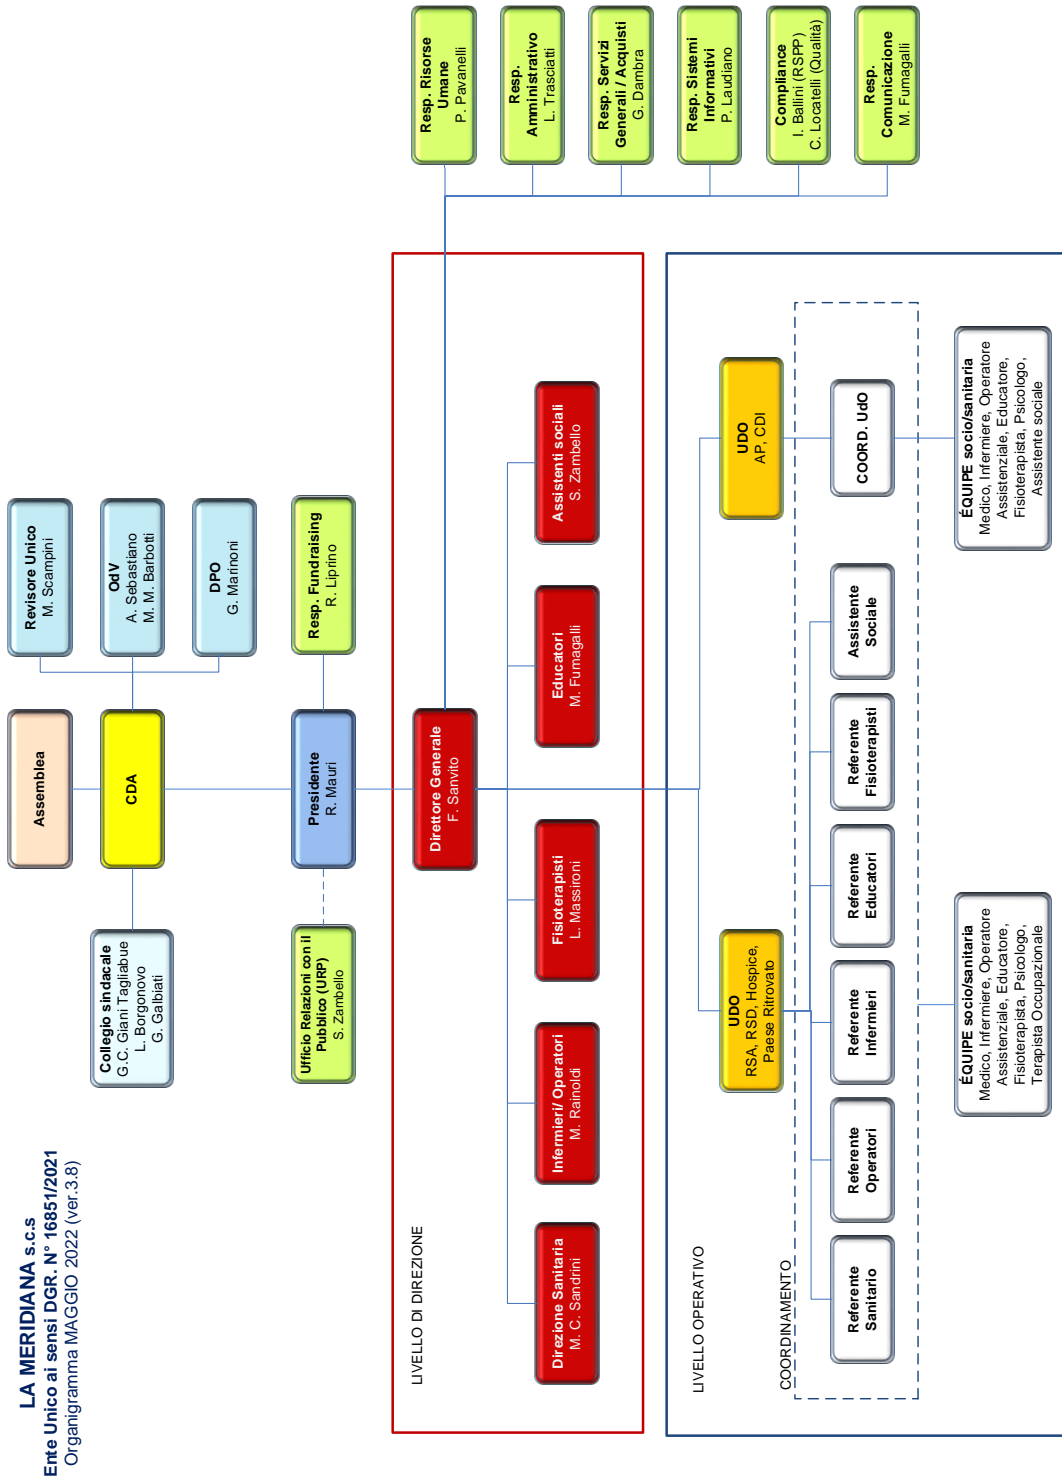 LA MERIDIANA s.c.s
Ente Unico ai sensi DGR. N° 16851/2021
Organigramma MAGGIO 2022 (ver.3.8)
Assemblea
CDA
Revisore Unico
M. Scampini
OdV
A. Sebastiano
M. M. Barbotti
DPO
G. Marinoni
Collegio sindacale
G.C. Giani Tagliabue
L. Borgonovo
G. Galbiati
Ufficio Relazioni con il
Pubblico (URP)
S. Zambello
Presidente
R. Mauri
Resp. Fundraising
R. Liprino
LIVELLO DI DIREZIONE
Direttore Generale
F. Sanvito
Resp. Risorse
Umane
P. Pavanelli
Resp.
Amministrativo
L. Trasciatti
Resp. Servizi
Generali / Acquisti
G. Dambra
Resp. Sistemi
Informativi
P. Laudiano
Compliance
I. Ballini (RSPP)
C. Locatelli (Qualità)
Resp.
Comunicazione
M. Fumagalli
Direzione Sanitaria
M. C. Sandrini
Infermieri/ Operatori
M. Rainoldi
Fisioterapisti
L. Massironi
Educatori
M. Fumagalli
Assistenti sociali
S. Zambello
LIVELLO OPERATIVO
UDO
RSA, RSD, Hospice,
Paese Ritrovato
UDO
AP, CDI
COORDINAMENTO
Referente
Sanitario
Referente
Operatori
Referente
Infermieri
Referente
Educatori
Referente
Fisioterapisti
Assistente
Sociale
COORD. UdO
ÉQUIPE socio/sanitaria
Medico, Infermiere, Operatore
Assistenziale, Educatore,
Fisioterapista, Psicologo,
Terapista Occupazionale
ÉQUIPE socio/sanitaria
Medico, Infermiere, Operatore
Assistenziale, Educatore,
Fisioterapista, Psicologo,
Assistente sociale